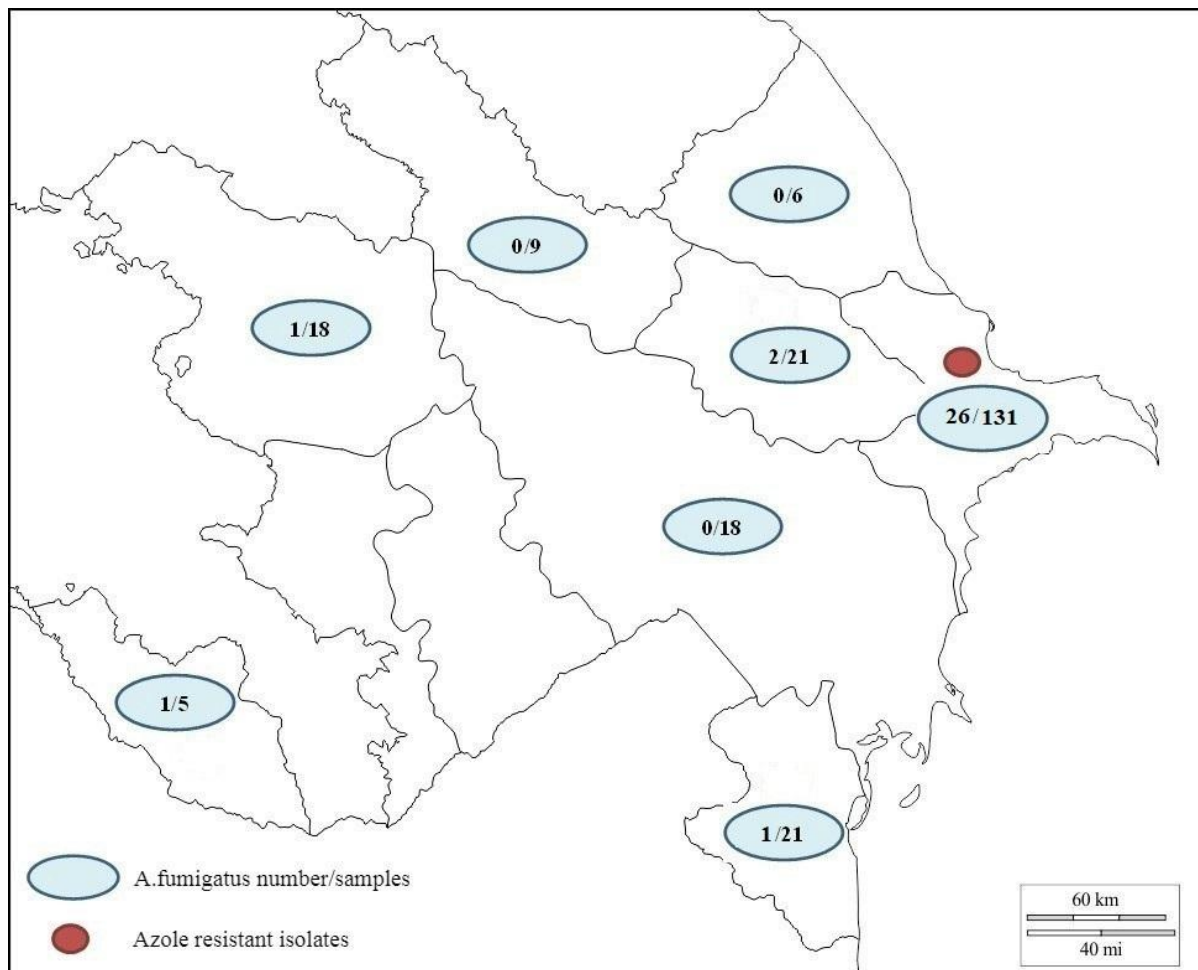 0/6
0/9
1/18
2/21
26/131
0/18
1/5
1/21
A.fumigatus number/samples
Azole resistant isolates
60 km
40 mi